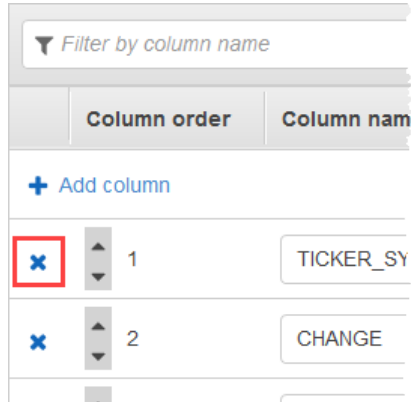 Filter by column name
Column order Column nam
Add column
1 TICKER_SY
2 CHANGE